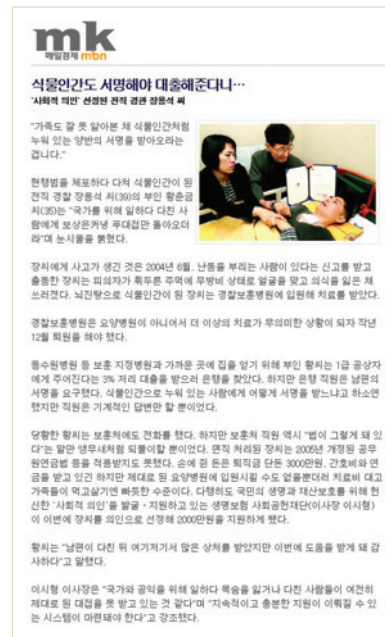 mk
매일경제 mbn
식물인간도 서명해야 대출해준다니…
'사회적 의인' 선정된 전직 경관 장용석 씨
"가족도 잘 못 알아본 채 식물인간처럼
누워 있는 양반의 서명을 받아오라는
겁니다."
현행범을 체포하다 다쳐 식물인간이 된
전직 경찰 장용석 씨(39)의 부인 황춘금
씨(35)는 "국가를 위해 일하다 다친 사
람에게 보상은커녕 푸대접만 돌아오더
라"며 눈시울을 붉혔다.
장씨에게 사고가 생긴 것은 2004년 6월. 난동을 부리는 사람이 있다는 신고를 받고
출동한 장씨는 피의자가 휘두른 주먹에 무방비 상태로 얼굴을 맞고 의식을 잃은 채
쓰러졌다. 뇌진탕으로 식물인간이 된 장씨는 경찰보훈병원에 입원해 치료를 받았다.
경찰보훈병원은 요양병원이 아니어서 더 이상의 치료가 무의미한 상황이 되자 작년
12월 퇴원을 해야 했다.
동수원병원 등 보훈 지정병원과 가까운 곳에 집을 얻기 위해 부인 황씨는 1급 공상자
에게 주어진다는 3% 저리 대출을 받으러 은행을 찾았다. 하지만 은행 직원은 남편의
서명을 요구했다. 식물인간으로 누워 있는 사람에게 어떻게 서명을 받느냐고 하소연
했지만 직원은 기계적인 답변만 할 뿐이었다.
당황한 황씨는 보훈처에도 전화를 했다. 하지만 보훈처 직원 역시 "법이 그렇게 돼 있
다"는 말만 앵무새처럼 되풀이할 뿐이었다. 면직 처리된 장씨는 2005년 개정된 공무
원연금법 등을 적용받지도 못했다. 손에 쥔 돈은 퇴직금 단돈 3000만원. 간호비와 연
금을 받고 있긴 하지만 제대로 된 요양병원에 입원시킬 수도 없을뿐더러 치료비 대고
가족들이 먹고살기엔 빠듯한 수준이다. 다행히도 국민의 생명과 재산보호를 위해 헌
신한 '사회적 의인'을 발굴·지원하고 있는 생명보험 사회공헌재단(이사장 이시형)
이 이번에 장씨를 의인으로 선정해 2000만원을 지원하게 됐다.
황씨는 "남편이 다친 뒤 여기저기서 많은 상처를 받았지만 이번에 도움을 받게 돼 감
사하다"고 말했다.
이시형 이사장은 "국가와 공익을 위해 일하다 목숨을 잃거나 다친 사람들이 여전히
제대로 된 대접을 못 받고 있는 것 같다"며 "지속적이고 충분한 지원이 이뤄질 수 있
는 시스템이 마련돼야 한다"고 강조했다.